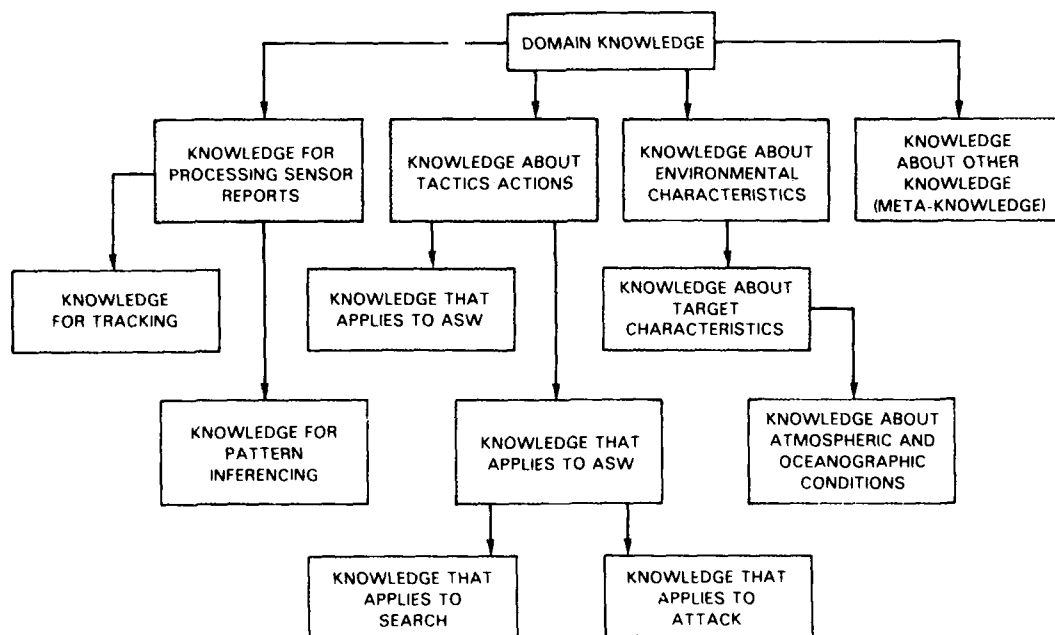 DOMAIN KNOWLEDGE
KNOWLEDGE FOR
PROCESSING SENSOR
REPORTS
KNOWLEDGE ABOUT
TACTICS ACTIONS
KNOWLEDGE ABOUT
ENVIRONMENTAL
CHARACTERISTICS
KNOWLEDGE
ABOUT OTHER
KNOWLEDGE
(META-KNOWLEDGE)
KNOWLEDGE
FOR TRACKING
KNOWLEDGE THAT
APPLIES TO ASW
KNOWLEDGE ABOUT
TARGET
CHARACTERISTICS
KNOWLEDGE FOR
PATTERN
INFERENCING
KNOWLEDGE THAT
APPLIES TO ASW
KNOWLEDGE ABOUT
ATMOSPHERIC AND
OCEANOGRAPHIC
CONDITIONS
KNOWLEDGE THAT
APPLIES TO
SEARCH
KNOWLEDGE THAT
APPLIES TO
ATTACK